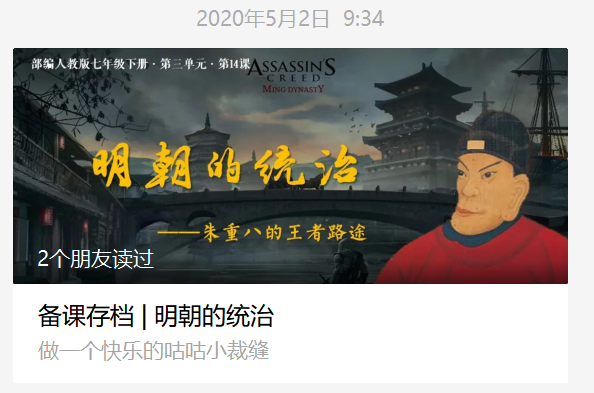 2020年5月2日 9:34
部编人教版七年级下册·第三单元·第14课
ASSASSIN'S
CREED
MING DYNASTY
明朝的统治
——朱重八的王者路途
2个朋友读过
备课存档 | 明朝的统治
做一个快乐的咕咕小裁缝